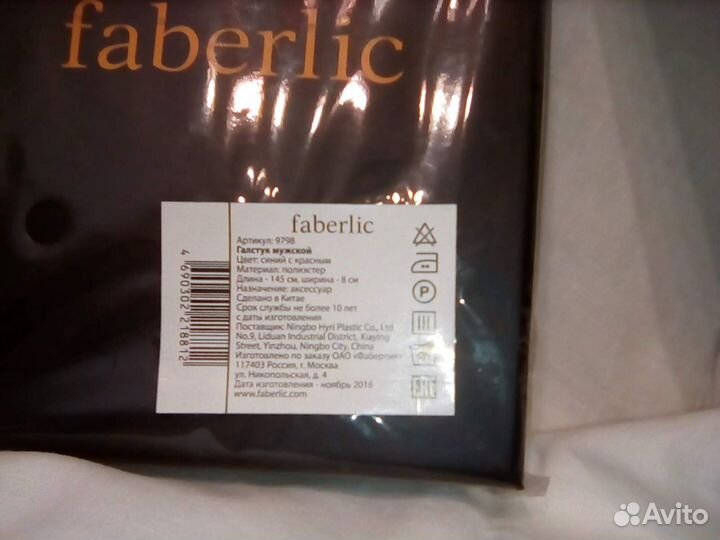 faberlic
faberlic
Артикул: 9798
Галстук мужской
Цвет: синий с красным
Материал: полиэстер
Длина - 145 см, ширина - 8 см
Назначение: аксессуар
Сделано в Китае
Срок службы не более 10 лет
с даты изготовления
Поставщик: Ningbo Hyri Plastic Co., Ltd
No.9, Liduan Industrial District, Xiaying
Street, Yinzhou, Ningbo City, China
Изготовлено по заказу ОАО «Фаберлик»
117403 Россия, г. Москва
ул. Никопольская, д. 4
Дата изготовления - ноябрь 2016
www.faberlic.com
4 690302 218812
P
EAC
Avito